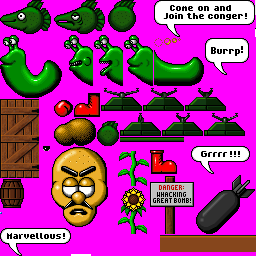 Come on and
Join the conger!
Burrp!
Grrrr!!!
DANGER:
WHACKING
GREAT BOMB!
Marvellous!